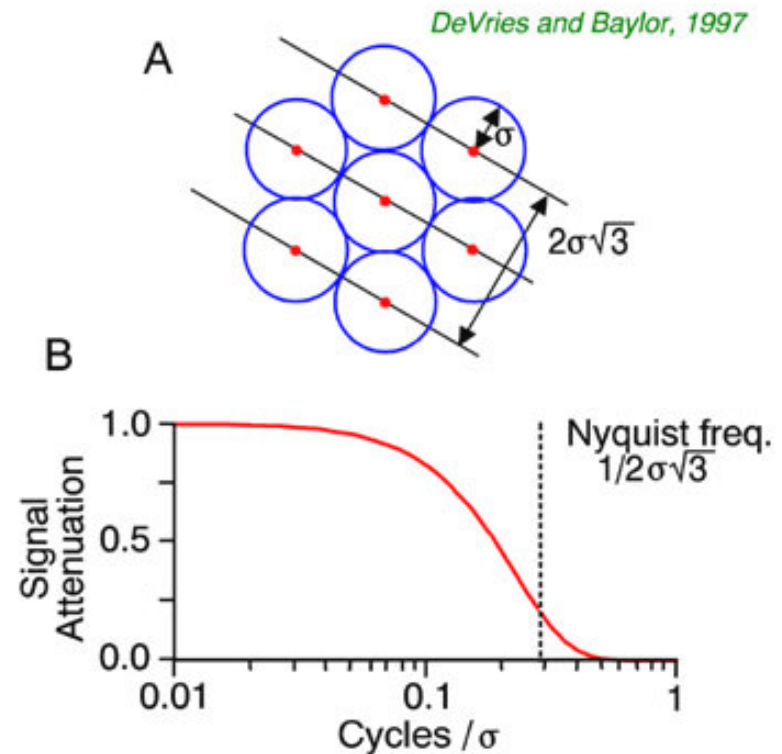 DeVries and Baylor, 1997
A
σ
2σ√3
B
1.0
0.5
0.0
Signal
Attenuation
Nyquist freq.
1/2σ√3
0.01
0.1
1
Cycles / σ